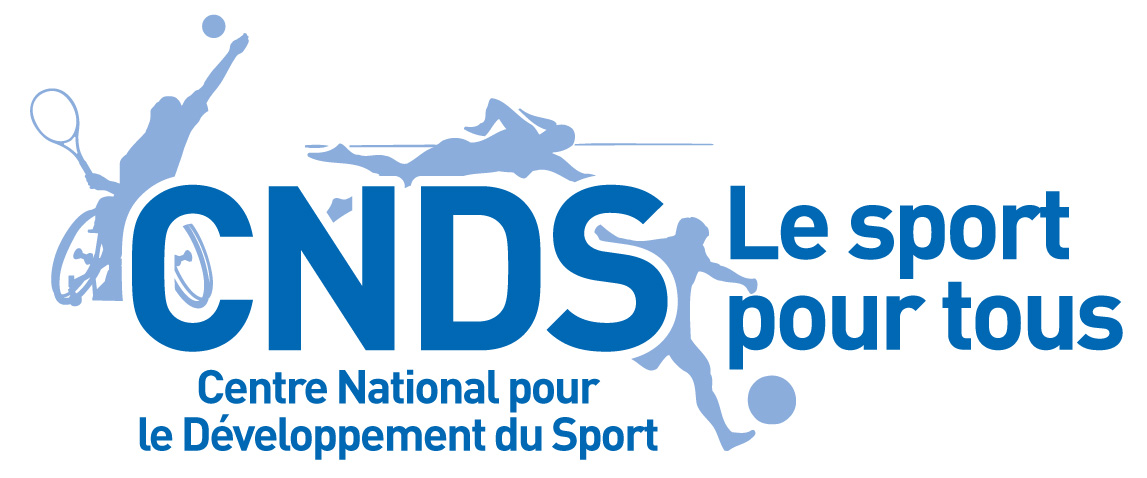 CNDS
Le sport
pour tous
Centre National pour
le Développement du Sport